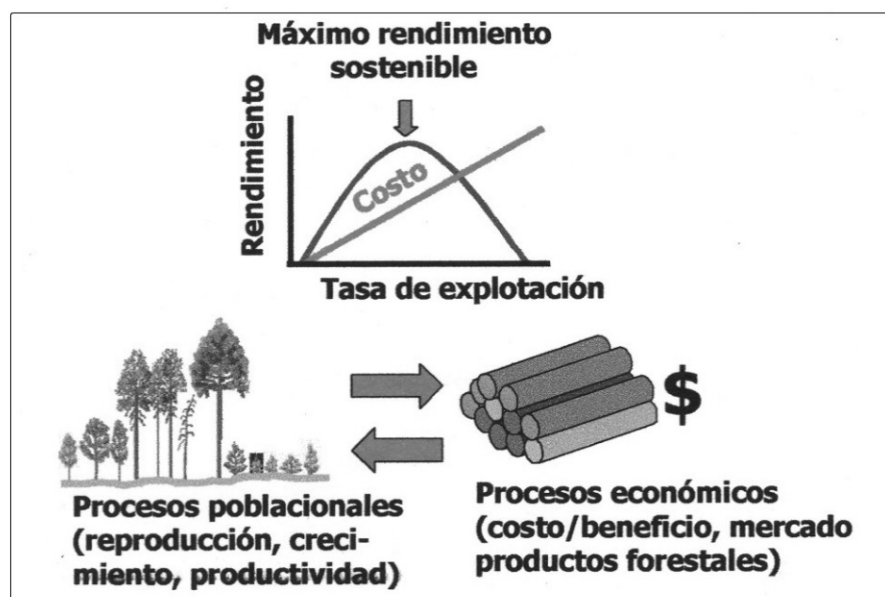 Máximo rendimiento
sostenible
Rendimiento
Costo
Tasa de explotación
$
Procesos poblacionales
(reproducción, creci-
miento, productividad)
Procesos económicos
(costo/beneficio, mercado
productos forestales)